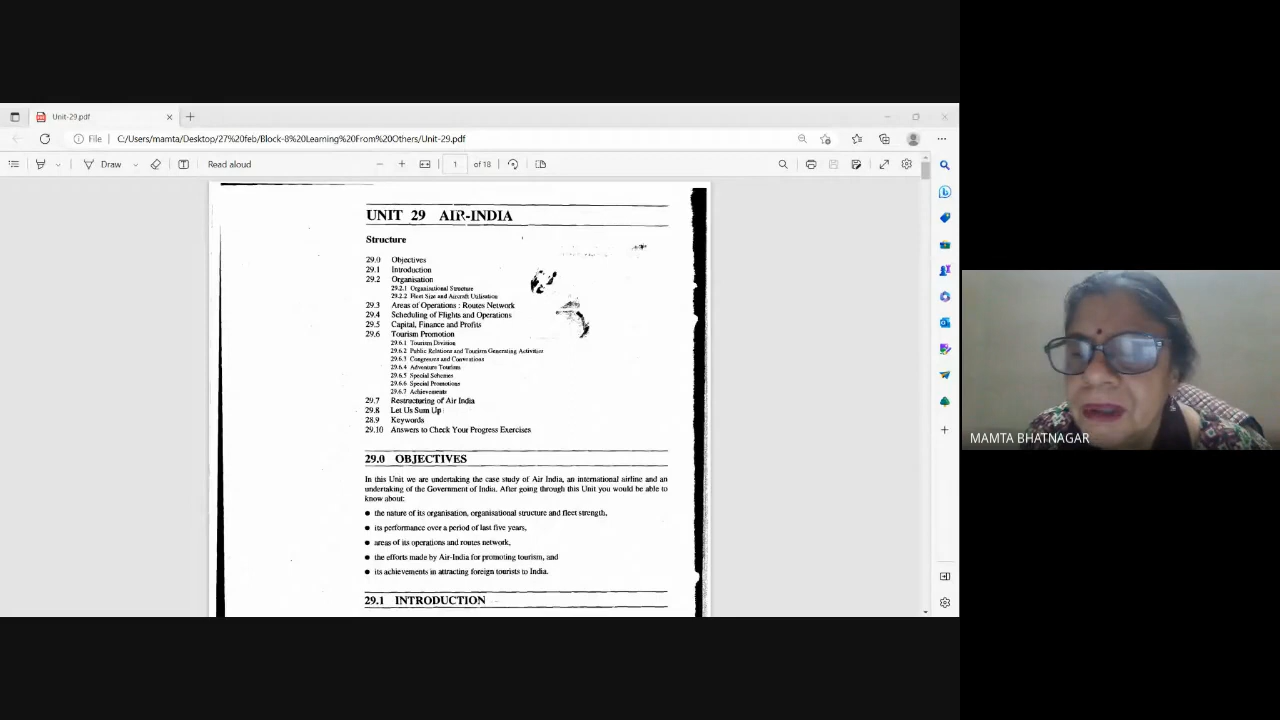 Unit-29.pdf
File
C:/Users/mamta/Desktop/27%20feb/Block-8%20Learning%20From%20Others/Unit-29.pdf
Draw
Read aloud
1 of 18
UNIT 29 AIR-INDIA
Structure
29.0 Objectives
29.1 Introduction
29.2 Organisation
29.2.1 Organisational Structure
29.2.2 Fleet Size and Aircraft Utilisation
29.3 Areas of Operations : Routes Network
29.4 Scheduling of Flights and Operations
29.5 Capital, Finance and Profits
29.6 Tourism Promotion
29.6.1 Tourism Division
29.6.2 Public Relations and Tourism Generating Activities
29.6.3 Congresses and Conventions
29.6.4 Adventure Tourism
29.6.5 Special Schemes
29.6.6 Special Promotions
29.6.7 Achievements
29.7 Restructuring of Air India
29.8 Let Us Sum Up
28.9 Keywords
29.10 Answers to Check Your Progress Exercises
29.0 OBJECTIVES
In this Unit we are undertaking the case study of Air India, an international airline and an
undertaking of the Government of India. After going through this Unit you would be able to
know about:
• the nature of its organisation, organisational structure and fleet strength,
• its performance over a period of last five years,
• areas of its operations and routes network,
• the efforts made by Air-India for promoting tourism, and
• its achievements in attracting foreign tourists to India.
29.1 INTRODUCTION
MAMTA BHATNAGAR